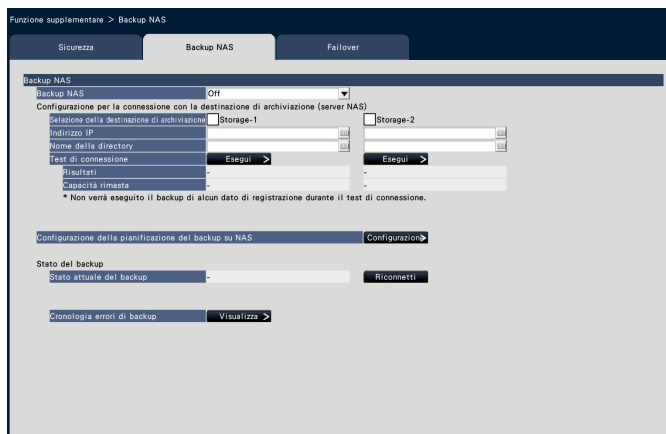 Funzione supplementare > Backup NAS
Sicurezza Backup NAS Failover
Backup NAS
Backup NAS Off
Configurazione per la connessione con la destinazione di archiviazione (server NAS)
Selezione della destinazione di archiviazione Storage-1 Storage-2
Indirizzo IP
Nome della directory
Test di connessione Esegui > Esegui >
Risultati - -
Capacità rimasta - -
* Non verrà eseguito il backup di alcun dato di registrazione durante il test di connessione.
Configurazione della pianificazione del backup su NAS Configurazione>
Stato del backup
Stato attuale del backup - Riconnetti
Cronologia errori di backup Visualizza >